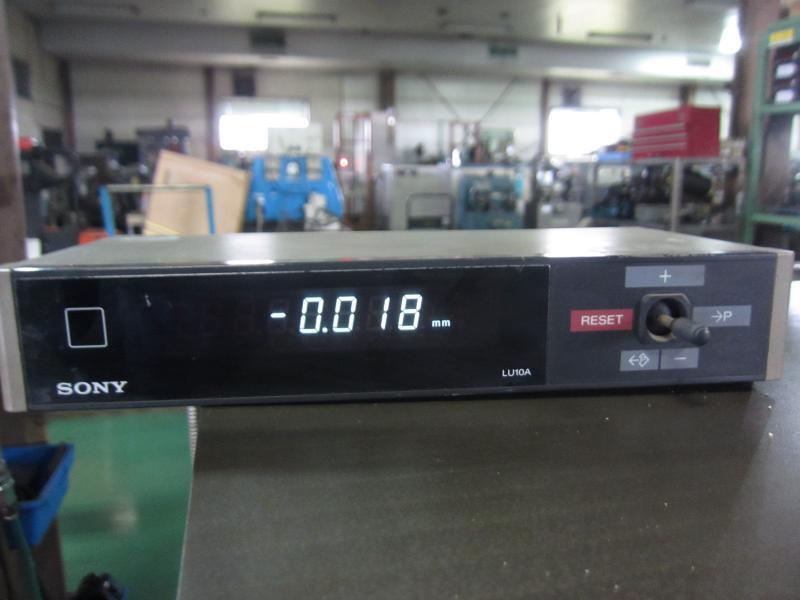 -0.018 mm
SONY
LU10A
+
RESET
→P
−